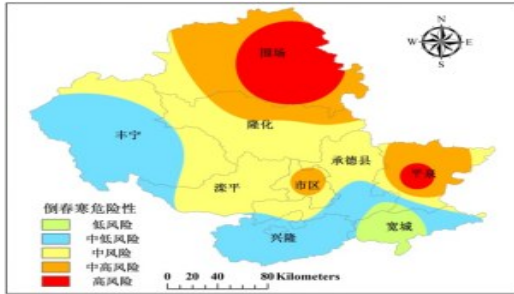 N
W
E
S
围场
隆化
丰宁
承德县
平泉
市区
滦平
兴隆
宽城
倒春寒危险性
低风险
中低风险
中风险
中高风险
高风险
0 20 40 80 Kilometers